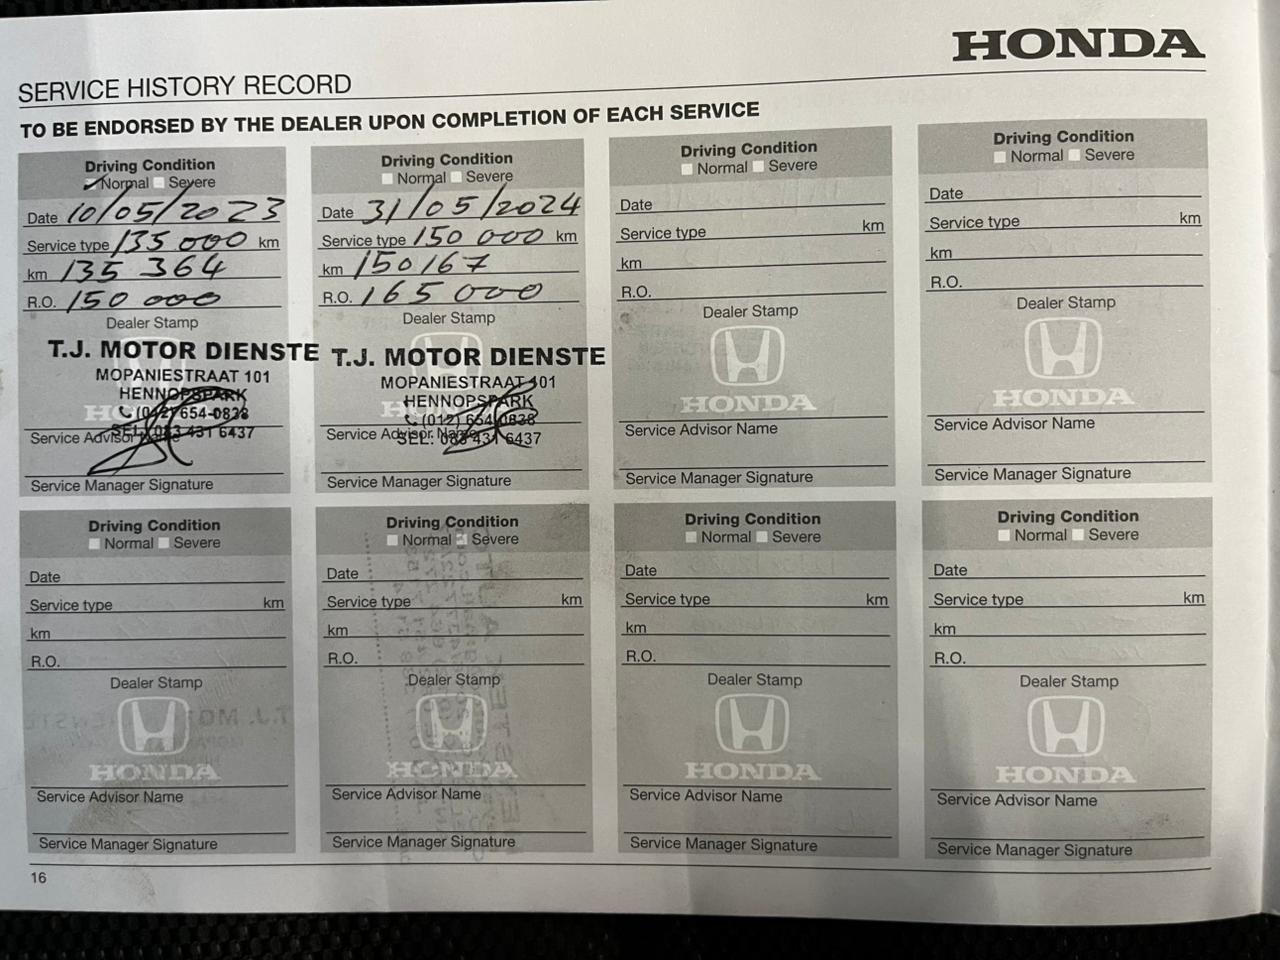 HONDA
SERVICE HISTORY RECORD
TO BE ENDORSED BY THE DEALER UPON COMPLETION OF EACH SERVICE
Driving Condition
Normal Severe
Date 10/05/2023
Service type 135 000 km
km 135 364
R.O. 150 000
Dealer Stamp
T.J. MOTOR DIENSTE
MOPANIESTRAAT 101
HENNOPSPARK
HONDA
(012) 654-0838
SEL: 083 431 6437
Service Advisor Name
Service Manager Signature
Driving Condition
Normal Severe
Date 31/05/2024
Service type 150 000 km
km 150167
R.O. 165 000
Dealer Stamp
T.J. MOTOR DIENSTE
MOPANIESTRAAT 101
HENNOPSPARK
HONDA
(012) 654-0838
SEL: 083 431 6437
Service Advisor Name
Service Manager Signature
Driving Condition
Normal Severe
Date
Service type km
km
R.O.
Dealer Stamp
HONDA
Service Advisor Name
Service Manager Signature
Driving Condition
Normal Severe
Date
Service type km
km
R.O.
Dealer Stamp
HONDA
Service Advisor Name
Service Manager Signature
Driving Condition
Normal Severe
Date
Service type km
km
R.O.
Dealer Stamp
HONDA
Service Advisor Name
Service Manager Signature
Driving Condition
Normal Severe
Date
Service type km
km
R.O.
Dealer Stamp
HONDA
Service Advisor Name
Service Manager Signature
Driving Condition
Normal Severe
Date
Service type km
km
R.O.
Dealer Stamp
HONDA
Service Advisor Name
Service Manager Signature
Driving Condition
Normal Severe
Date
Service type km
km
R.O.
Dealer Stamp
HONDA
Service Advisor Name
Service Manager Signature
16